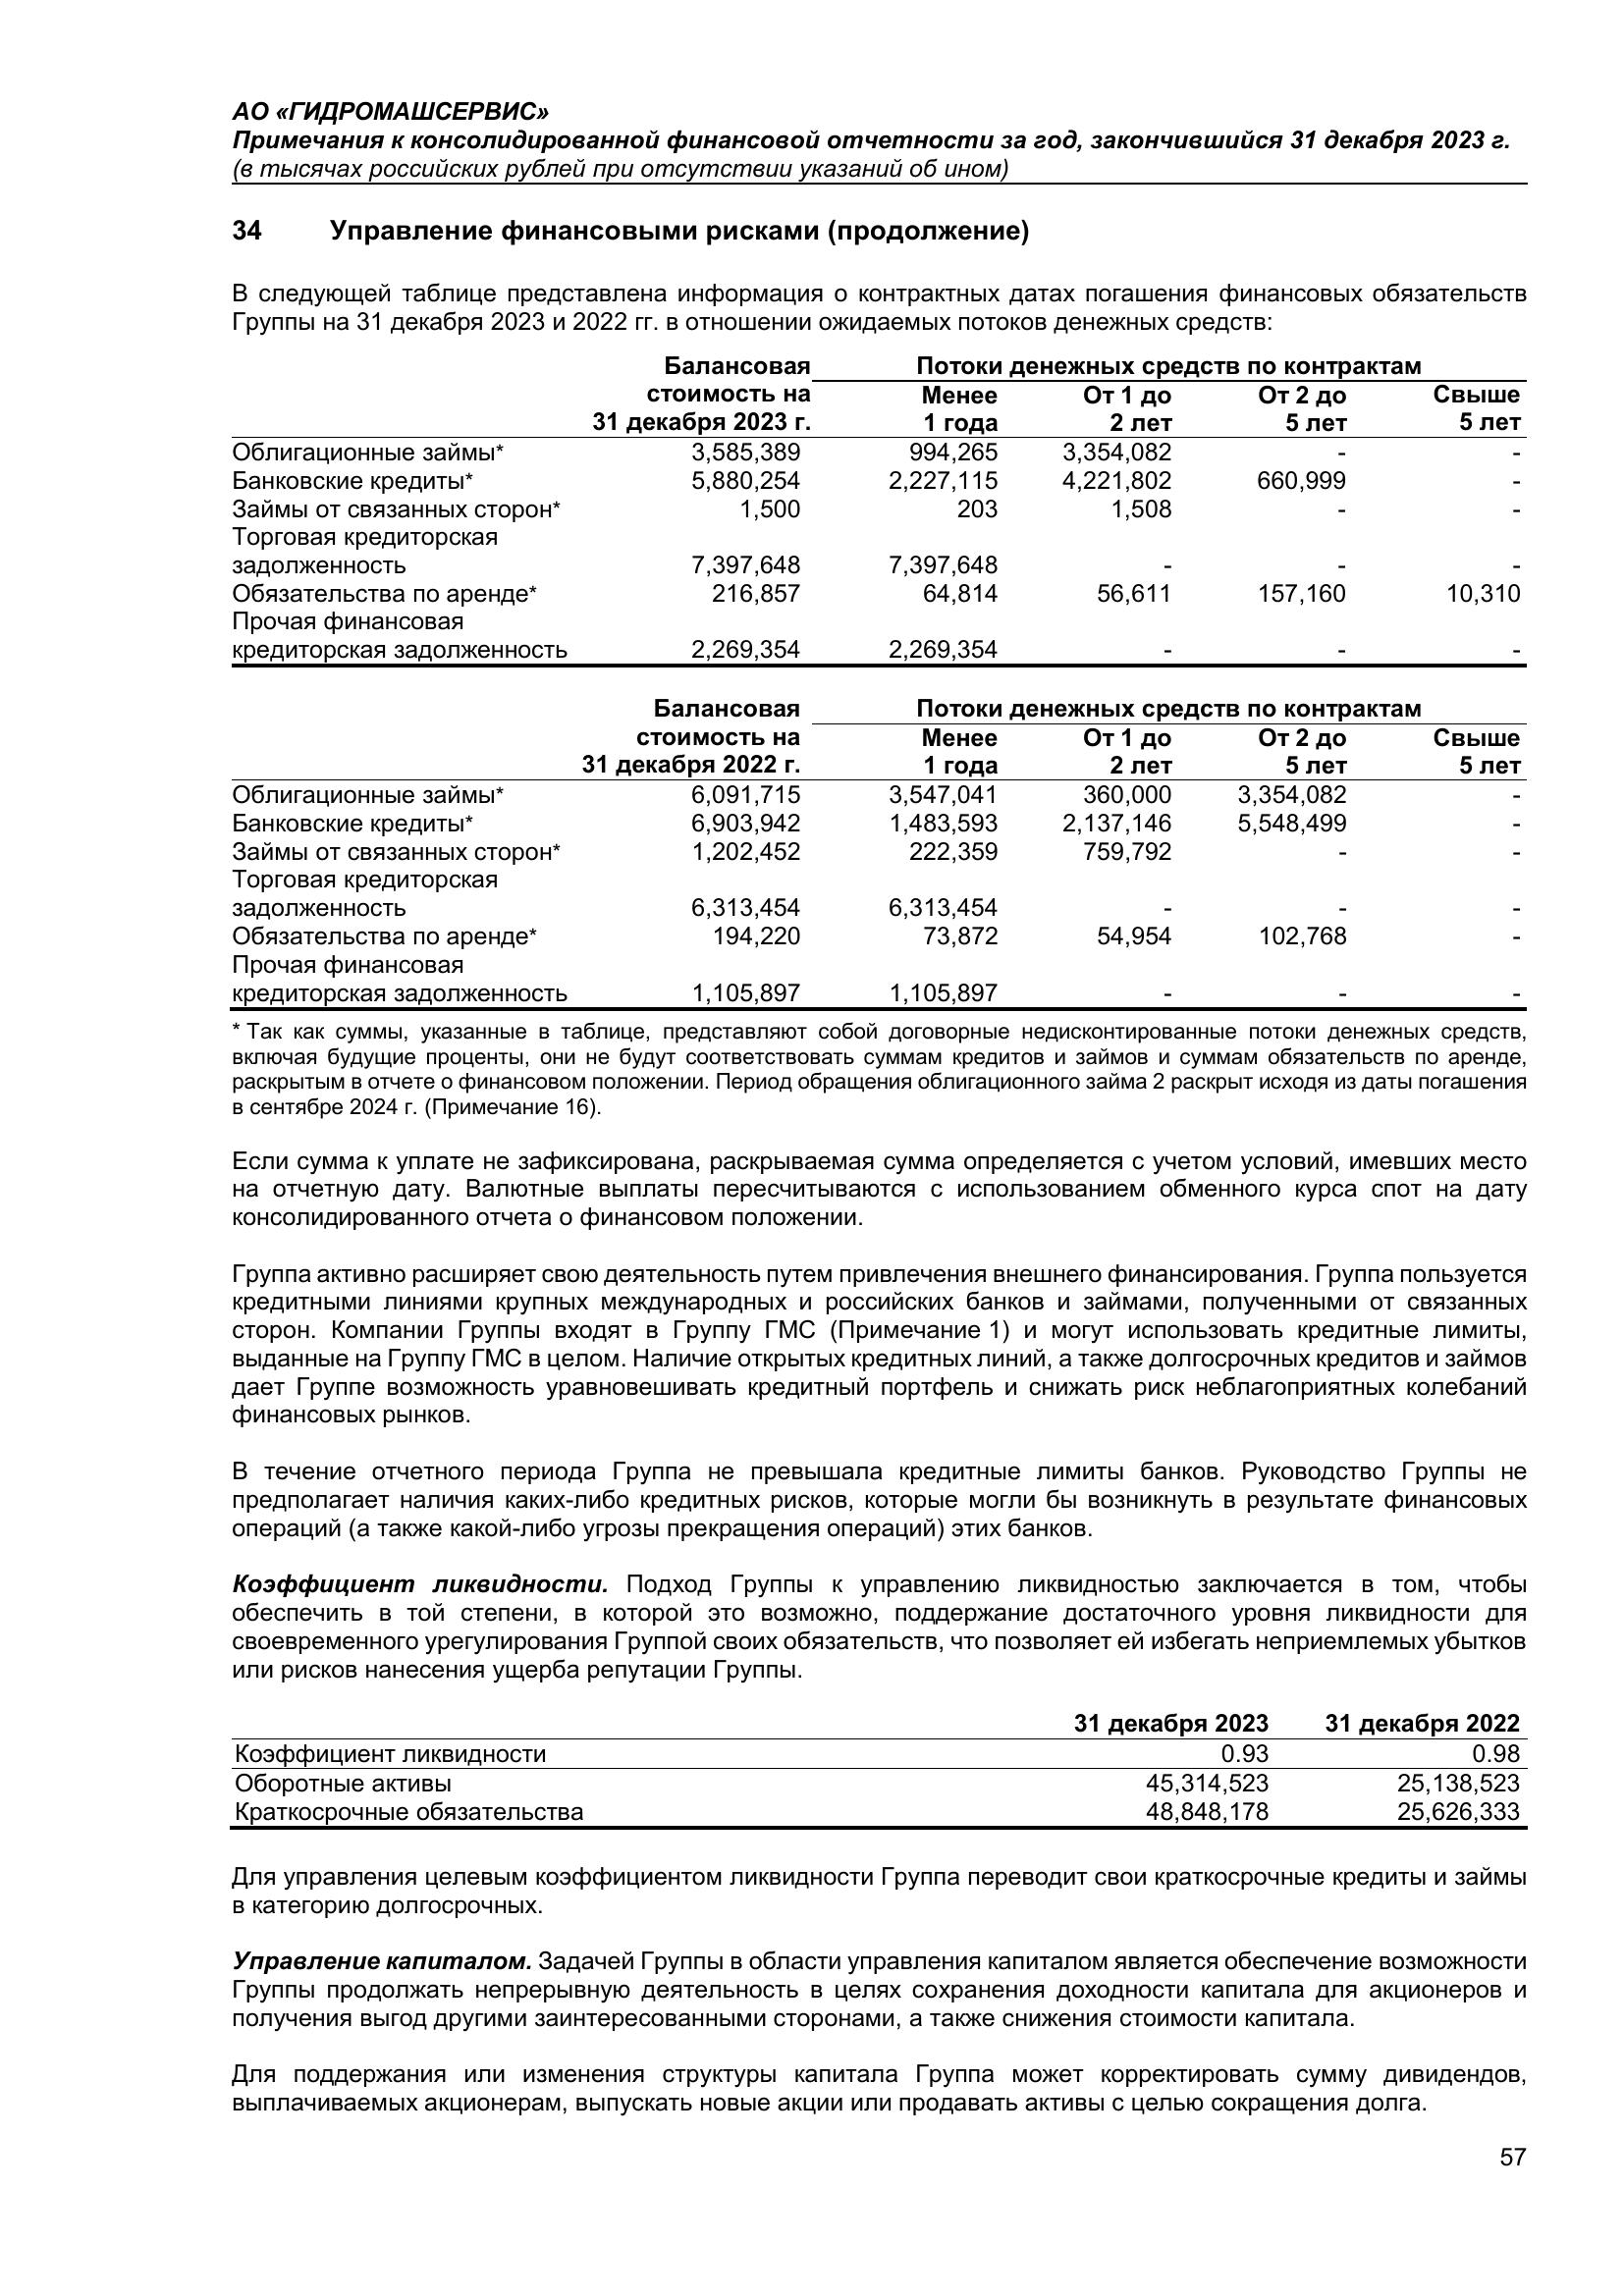 АО «ГИДРОМАШСЕРВИС»
Примечания к консолидированной финансовой отчетности за год, закончившийся 31 декабря 2023 г.
(в тысячах российских рублей при отсутствии указаний об ином)
34 Управление финансовыми рисками (продолжение)
В следующей таблице представлена информация о контрактных датах погашения финансовых обязательств
Группы на 31 декабря 2023 и 2022 гг. в отношении ожидаемых потоков денежных средств:
Балансовая Потоки денежных средств по контрактам
стоимость на Менее От 1 до От 2 до Свыше
31 декабря 2023 г. 1 года 2 лет 5 лет 5 лет
Облигационные займы* 3,585,389 994,265 3,354,082 - -
Банковские кредиты* 5,880,254 2,227,115 4,221,802 660,999 -
Займы от связанных сторон* 1,500 203 1,508 - -
Торговая кредиторская
задолженность 7,397,648 7,397,648 - - -
Обязательства по аренде* 216,857 64,814 56,611 157,160 10,310
Прочая финансовая
кредиторская задолженность 2,269,354 2,269,354 - - -
Балансовая Потоки денежных средств по контрактам
стоимость на Менее От 1 до От 2 до Свыше
31 декабря 2022 г. 1 года 2 лет 5 лет 5 лет
Облигационные займы* 6,091,715 3,547,041 360,000 3,354,082 -
Банковские кредиты* 6,903,942 1,483,593 2,137,146 5,548,499 -
Займы от связанных сторон* 1,202,452 222,359 759,792 - -
Торговая кредиторская
задолженность 6,313,454 6,313,454 - - -
Обязательства по аренде* 194,220 73,872 54,954 102,768 -
Прочая финансовая
кредиторская задолженность 1,105,897 1,105,897 - - -
* Так как суммы, указанные в таблице, представляют собой договорные недисконтированные потоки денежных средств,
включая будущие проценты, они не будут соответствовать суммам кредитов и займов и суммам обязательств по аренде,
раскрытым в отчете о финансовом положении. Период обращения облигационного займа 2 раскрыт исходя из даты погашения
в сентябре 2024 г. (Примечание 16).
Если сумма к уплате не зафиксирована, раскрываемая сумма определяется с учетом условий, имевших место
на отчетную дату. Валютные выплаты пересчитываются с использованием обменного курса спот на дату
консолидированного отчета о финансовом положении.
Группа активно расширяет свою деятельность путем привлечения внешнего финансирования. Группа пользуется
кредитными линиями крупных международных и российских банков и займами, полученными от связанных
сторон. Компании Группы входят в Группу ГМС (Примечание 1) и могут использовать кредитные лимиты,
выданные на Группу ГМС в целом. Наличие открытых кредитных линий, а также долгосрочных кредитов и займов
дает Группе возможность уравновешивать кредитный портфель и снижать риск неблагоприятных колебаний
финансовых рынков.
В течение отчетного периода Группа не превышала кредитные лимиты банков. Руководство Группы не
предполагает наличия каких-либо кредитных рисков, которые могли бы возникнуть в результате финансовых
операций (а также какой-либо угрозы прекращения операций) этих банков.
Коэффициент ликвидности. Подход Группы к управлению ликвидностью заключается в том, чтобы
обеспечить в той степени, в которой это возможно, поддержание достаточного уровня ликвидности для
своевременного урегулирования Группой своих обязательств, что позволяет ей избегать неприемлемых убытков
или рисков нанесения ущерба репутации Группы.
31 декабря 2023 31 декабря 2022
Коэффициент ликвидности 0.93 0.98
Оборотные активы 45,314,523 25,138,523
Краткосрочные обязательства 48,848,178 25,626,333
Для управления целевым коэффициентом ликвидности Группа переводит свои краткосрочные кредиты и займы
в категорию долгосрочных.
Управление капиталом. Задачей Группы в области управления капиталом является обеспечение возможности
Группы продолжать непрерывную деятельность в целях сохранения доходности капитала для акционеров и
получения выгод другими заинтересованными сторонами, а также снижения стоимости капитала.
Для поддержания или изменения структуры капитала Группа может корректировать сумму дивидендов,
выплачиваемых акционерам, выпускать новые акции или продавать активы с целью сокращения долга.
57